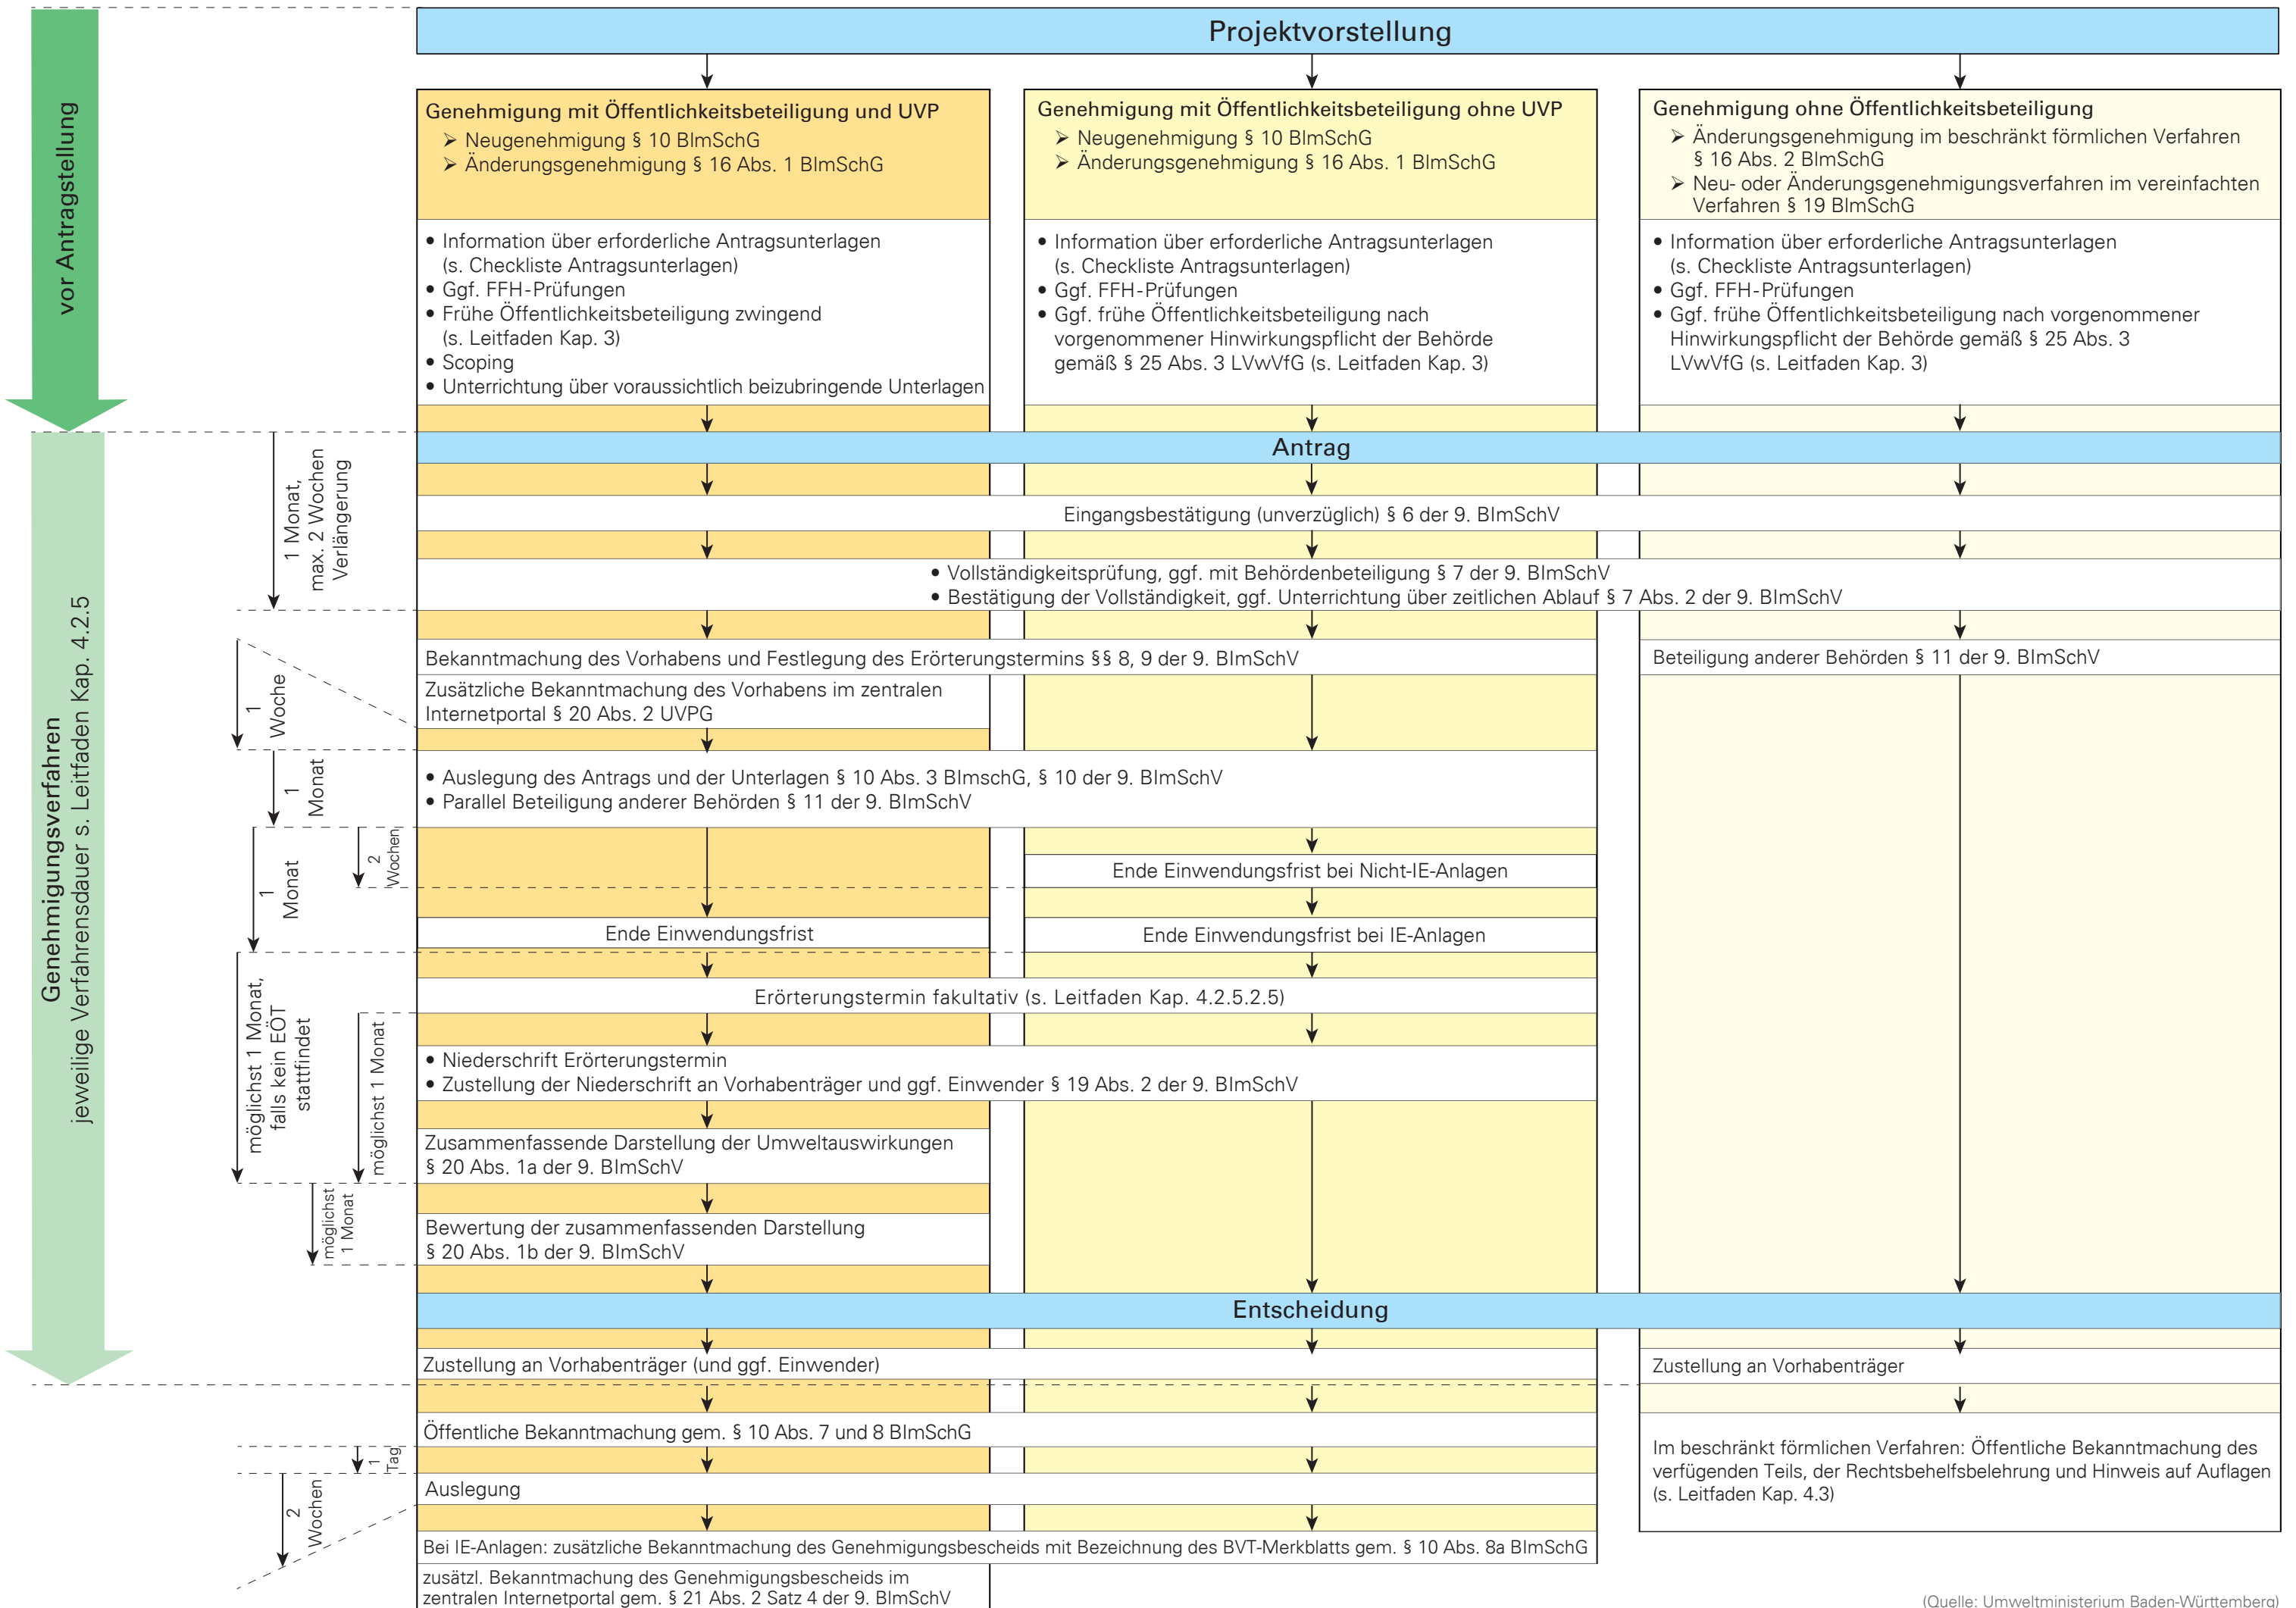 Projektvorstellung
vor Antragstellung
Genehmigung mit Öffentlichkeitsbeteiligung und UVP
➢ Neugenehmigung § 10 BImSchG
➢ Änderungsgenehmigung § 16 Abs. 1 BImSchG
Genehmigung mit Öffentlichkeitsbeteiligung ohne UVP
➢ Neugenehmigung § 10 BImSchG
➢ Änderungsgenehmigung § 16 Abs. 1 BImSchG
Genehmigung ohne Öffentlichkeitsbeteiligung
➢ Änderungsgenehmigung im beschränkt förmlichen Verfahren
§ 16 Abs. 2 BImSchG
➢ Neu- oder Änderungsgenehmigungsverfahren im vereinfachten
Verfahren § 19 BImSchG
• Information über erforderliche Antragsunterlagen
(s. Checkliste Antragsunterlagen)
• Ggf. FFH-Prüfungen
• Frühe Öffentlichkeitsbeteiligung zwingend
(s. Leitfaden Kap. 3)
• Scoping
• Unterrichtung über voraussichtlich beizubringende Unterlagen
• Information über erforderliche Antragsunterlagen
(s. Checkliste Antragsunterlagen)
• Ggf. FFH-Prüfungen
• Ggf. frühe Öffentlichkeitsbeteiligung nach
vorgenommener Hinwirkungspflicht der Behörde
gemäß § 25 Abs. 3 LVwVfG (s. Leitfaden Kap. 3)
• Information über erforderliche Antragsunterlagen
(s. Checkliste Antragsunterlagen)
• Ggf. FFH-Prüfungen
• Ggf. frühe Öffentlichkeitsbeteiligung nach vorgenommener
Hinwirkungspflicht der Behörde gemäß § 25 Abs. 3
LVwVfG (s. Leitfaden Kap. 3)
Genehmigungsverfahren
jeweilige Verfahrensdauer s. Leitfaden Kap. 4.2.5
Antrag
1 Monat,
max. 2 Wochen
Verlängerung
Eingangsbestätigung (unverzüglich) § 6 der 9. BImSchV
• Vollständigkeitsprüfung, ggf. mit Behördenbeteiligung § 7 der 9. BImSchV
• Bestätigung der Vollständigkeit, ggf. Unterrichtung über zeitlichen Ablauf § 7 Abs. 2 der 9. BImSchV
1
Woche
Bekanntmachung des Vorhabens und Festlegung des Erörterungstermins §§ 8, 9 der 9. BImSchV
Beteiligung anderer Behörden § 11 der 9. BImSchV
Zusätzliche Bekanntmachung des Vorhabens im zentralen
Internetportal § 20 Abs. 2 UVPG
1
Monat
• Auslegung des Antrags und der Unterlagen § 10 Abs. 3 BImschG, § 10 der 9. BImSchV
• Parallel Beteiligung anderer Behörden § 11 der 9. BImSchV
1
Monat
2
Wochen
Ende Einwendungsfrist bei Nicht-IE-Anlagen
Ende Einwendungsfrist
Ende Einwendungsfrist bei IE-Anlagen
möglichst 1 Monat,
falls kein EÖT
stattfindet
möglichst 1 Monat
Erörterungstermin fakultativ (s. Leitfaden Kap. 4.2.5.2.5)
• Niederschrift Erörterungstermin
• Zustellung der Niederschrift an Vorhabenträger und ggf. Einwender § 19 Abs. 2 der 9. BImSchV
Zusammenfassende Darstellung der Umweltauswirkungen
§ 20 Abs. 1a der 9. BImSchV
möglichst
1 Monat
Bewertung der zusammenfassenden Darstellung
§ 20 Abs. 1b der 9. BImSchV
Entscheidung
Zustellung an Vorhabenträger (und ggf. Einwender)
Zustellung an Vorhabenträger
Öffentliche Bekanntmachung gem. § 10 Abs. 7 und 8 BImSchG
1
Tag
Im beschränkt förmlichen Verfahren: Öffentliche Bekanntmachung des
verfügenden Teils, der Rechtsbehelfsbelehrung und Hinweis auf Auflagen
(s. Leitfaden Kap. 4.3)
2
Wochen
Auslegung
Bei IE-Anlagen: zusätzliche Bekanntmachung des Genehmigungsbescheids mit Bezeichnung des BVT-Merkblatts gem. § 10 Abs. 8a BImSchG
zusätzl. Bekanntmachung des Genehmigungsbescheids im
zentralen Internetportal gem. § 21 Abs. 2 Satz 4 der 9. BImSchV
(Quelle: Umweltministerium Baden-Württemberg)